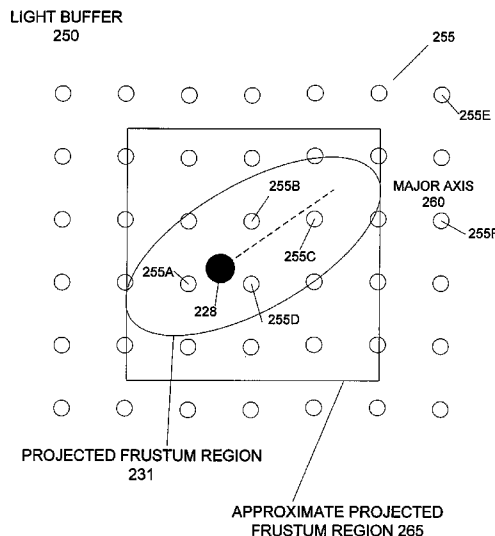 LIGHT BUFFER
250
255
255E
255B
MAJOR AXIS
260
255F
255C
255A
228
255D
PROJECTED FRUSTUM REGION
231
APPROXIMATE PROJECTED
FRUSTUM REGION 265